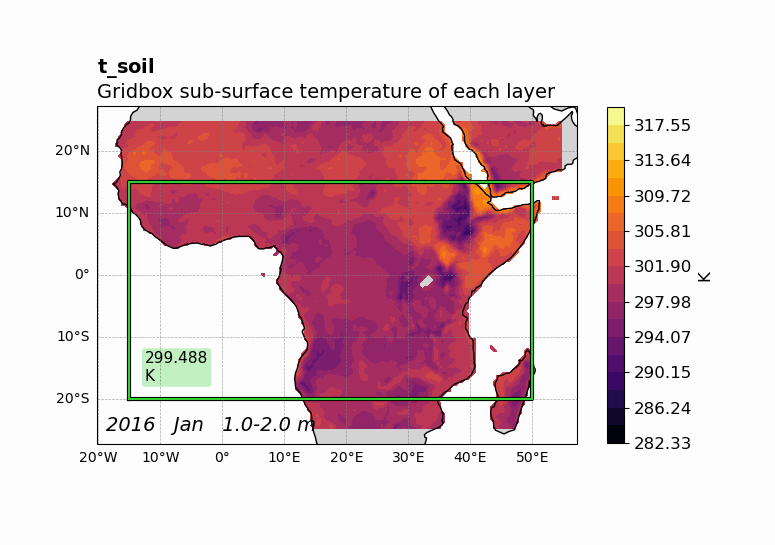 t_soil
Gridbox sub-surface temperature of each layer
20°N
10°N
0°
10°S
20°S
299.488
K
2016 Jan 1.0-2.0 m
20°W 10°W 0° 10°E 20°E 30°E 40°E 50°E
317.55
313.64
309.72
305.81
301.90
297.98
294.07
290.15
286.24
282.33
K